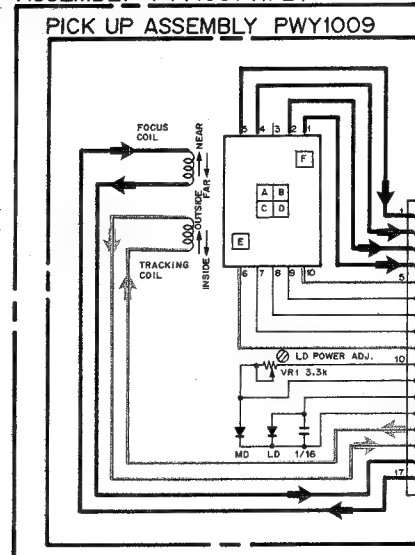 PICK UP ASSEMBLY PWY1009
FOCUS
COIL
NEAR
FAR
OUTSIDE
INSIDE
TRACKING
COIL
5 4 3 2 1
F
A B
C D
E
6 7 8 9 10
1
5
LD POWER ADJ.
10
VR1 3.3k
MD LD 1/16
17